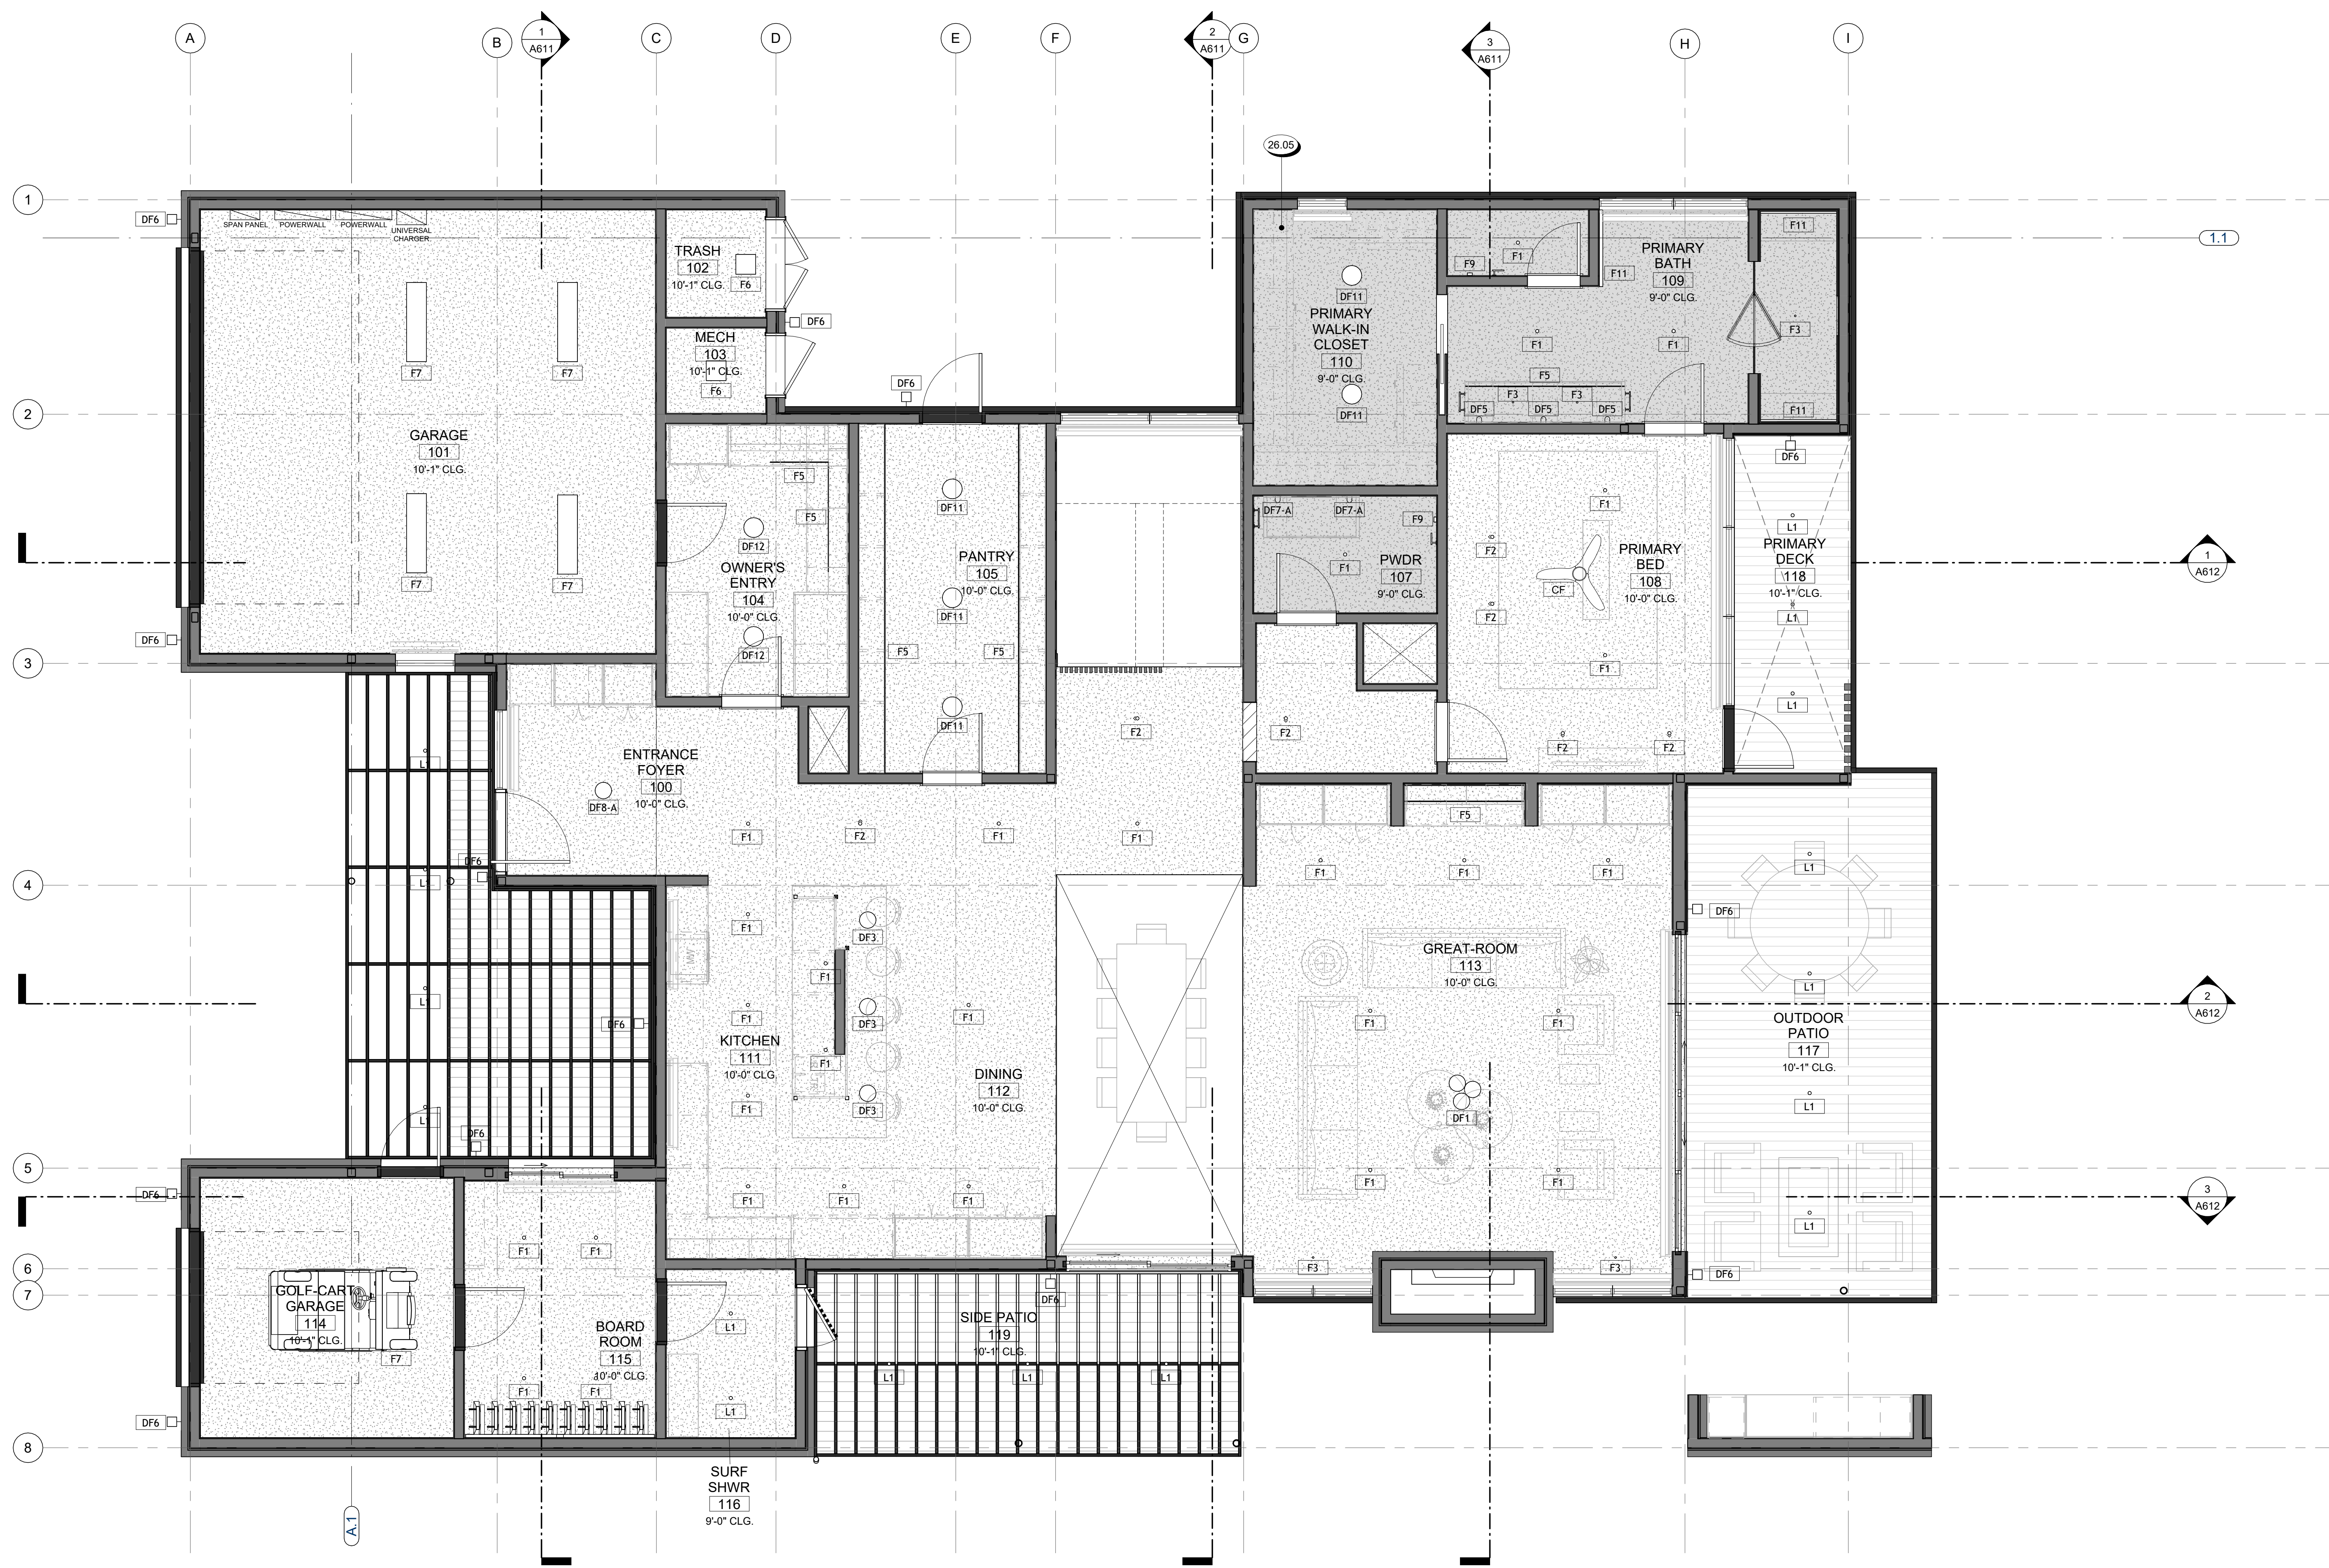 A
B
1
A611
C
D
E
F
2
A611
G
3
A611
H
I
26.05
1
DF6
SPAN PANEL
POWERWALL
POWERWALL
UNIVERSAL
CHARGER
TRASH
102
10'-1" CLG.
F6
DF6
MECH
103
10'-1" CLG.
F6
DF6
F7
F7
DF11
PRIMARY
WALK-IN
CLOSET
110
9'-0" CLG.
DF11
F9
F1
F11
PRIMARY
BATH
109
9'-0" CLG.
F11
F3
F1
F1
F5
F3
F3
DF5
DF5
DF5
F11
1.1
2
GARAGE
101
10'-1" CLG.
F7
F7
F5
F5
DF12
OWNER'S
ENTRY
104
10'-0" CLG.
DF12
DF11
PANTRY
105
10'-0" CLG.
DF11
F5
F5
DF11
DF7-A
DF7-A
F9
F1
PWDR
107
9'-0" CLG.
F1
F2
PRIMARY
BED
108
10'-0" CLG.
CF
F2
F1
F2
F2
DF6
L1
PRIMARY
DECK
118
10'-1" CLG.
L1
L1
1
A612
DF6
3
F2
F2
ENTRANCE
FOYER
100
10'-0" CLG.
DF8-A
L1
F1
F2
F1
F1
F5
DF6
4
L1
F1
F1
F1
L1
DF6
F1
DF3
F1
DF3
F1
F1
F1
DF3
MW
KITCHEN
111
10'-0" CLG.
F1
F1
DINING
112
10'-0" CLG.
GREAT-ROOM
113
10'-0" CLG.
F1
F1
DF1
F1
F1
L1
OUTDOOR
PATIO
117
10'-1" CLG.
L1
L1
DF6
2
A612
L1
DF6
L1
DF6
5
DF6
F1
F1
F1
3
A612
6
7
F1
F1
F3
F3
DF6
DF6
GOLF-CART
GARAGE
114
10'-1" CLG.
F7
BOARD
ROOM
115
10'-0" CLG.
F1
F1
L1
L1
SIDE PATIO
119
10'-1" CLG.
L1
L1
L1
DF6
8
SURF
SHWR
116
9'-0" CLG.
A.1